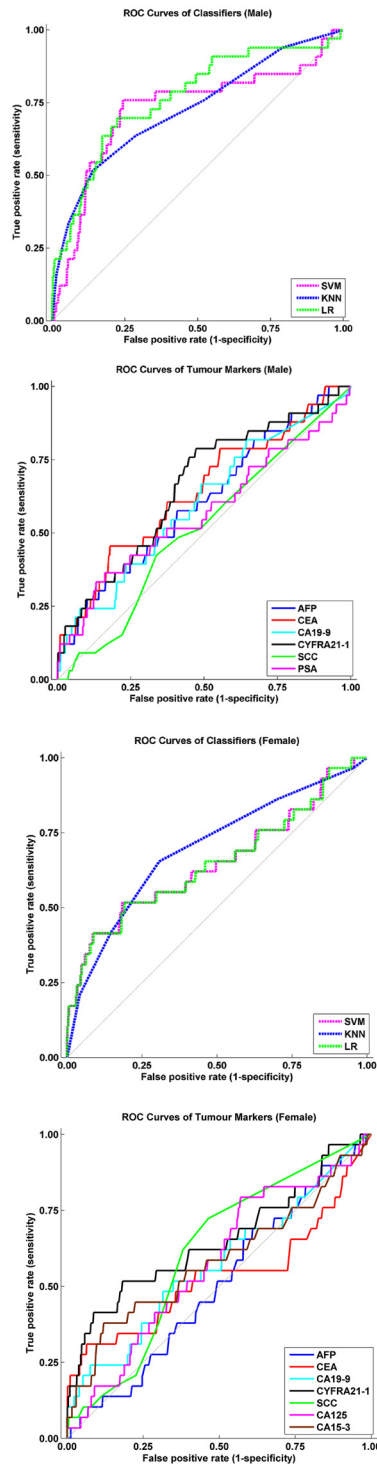 ROC Curves of Classifiers (Male)
True positive rate (sensitivity)
1.00
0.75
0.50
0.25
0.00
0.00 0.25 0.50 0.75 1.00
False positive rate (1-specificity)
SVM
KNN
LR
ROC Curves of Tumour Markers (Male)
True positive rate (sensitivity)
1.00
0.75
0.50
0.25
0.00
0.00 0.25 0.50 0.75 1.00
False positive rate (1-specificity)
AFP
CEA
CA19-9
CYFRA21-1
SCC
PSA
ROC Curves of Classifiers (Female)
True positive rate (sensitivity)
1.00
0.75
0.50
0.25
0.00
0.00 0.25 0.50 0.75 1.00
False positive rate (1-specificity)
SVM
KNN
LR
ROC Curves of Tumour Markers (Female)
True positive rate (sensitivity)
1.00
0.75
0.50
0.25
0.00
0.00 0.25 0.50 0.75 1.00
False positive rate (1-specificity)
AFP
CEA
CA19-9
CYFRA21-1
SCC
CA125
CA15-3